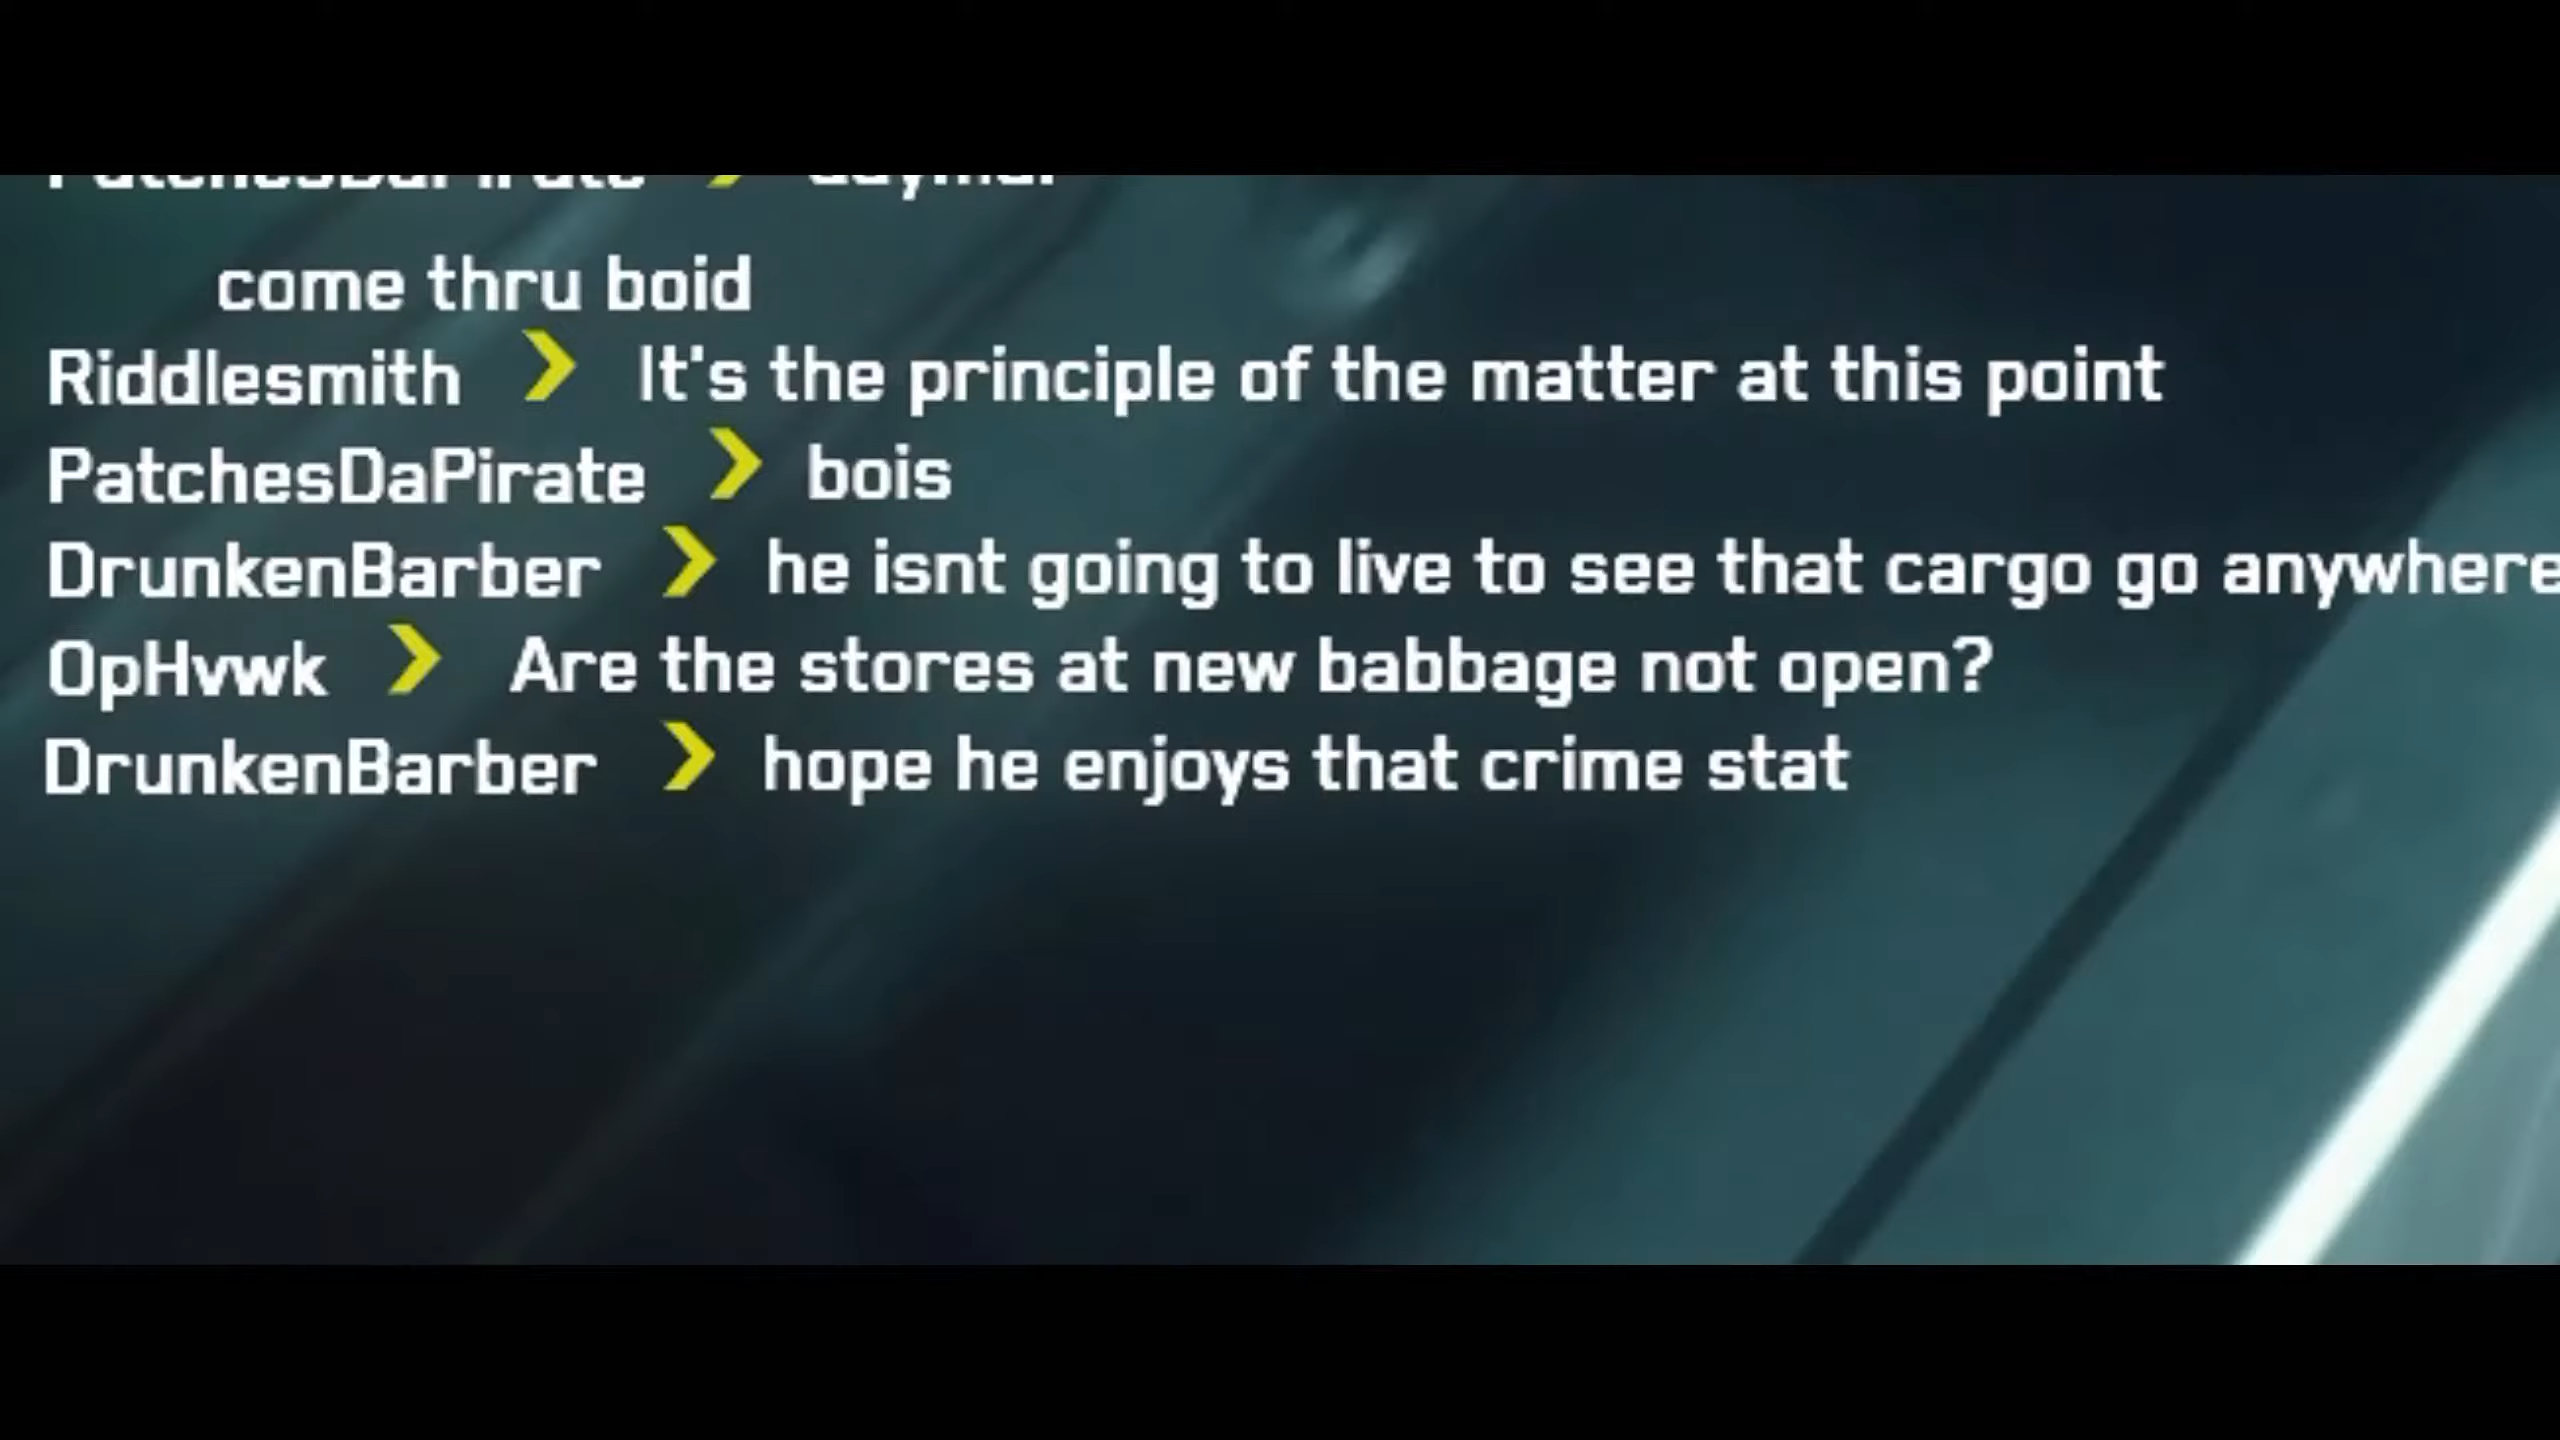 PatchesDaPirate > daymar
come thru boid
Riddlesmith > It's the principle of the matter at this point
PatchesDaPirate > bois
DrunkenBarber > he isnt going to live to see that cargo go anywhere
OpHvwk > Are the stores at new babbage not open?
DrunkenBarber > hope he enjoys that crime stat